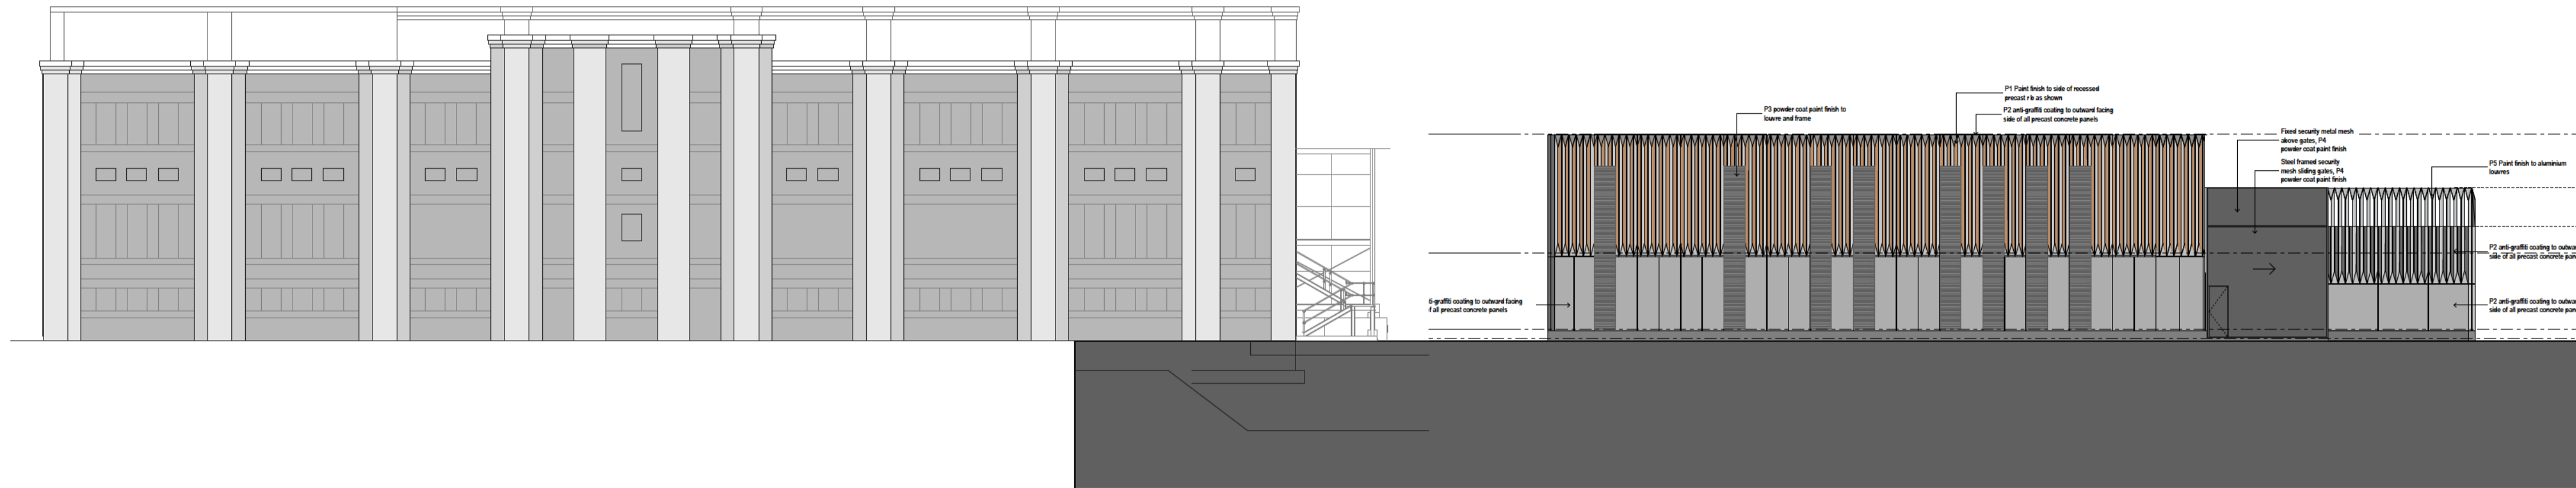 P1 Paint finish to side of recessed
precast r b as shown
P3 powder coat paint finish to
louvre and frame
P2 anti-graffiti coating to outward facing
side of all precast concrete panels
Fixed security metal mesh
above gates, P4
powder coat paint finish
Steel framed security
mesh sliding gates, P4
powder coat paint finish
P5 Paint finish to aluminium
louvres
P2 anti-graffiti coating to outwa
side of all precast concrete pan
ti-graffiti coating to outward facing
f all precast concrete panels
P2 anti-graffiti coating to outwa
side of all precast concrete pan